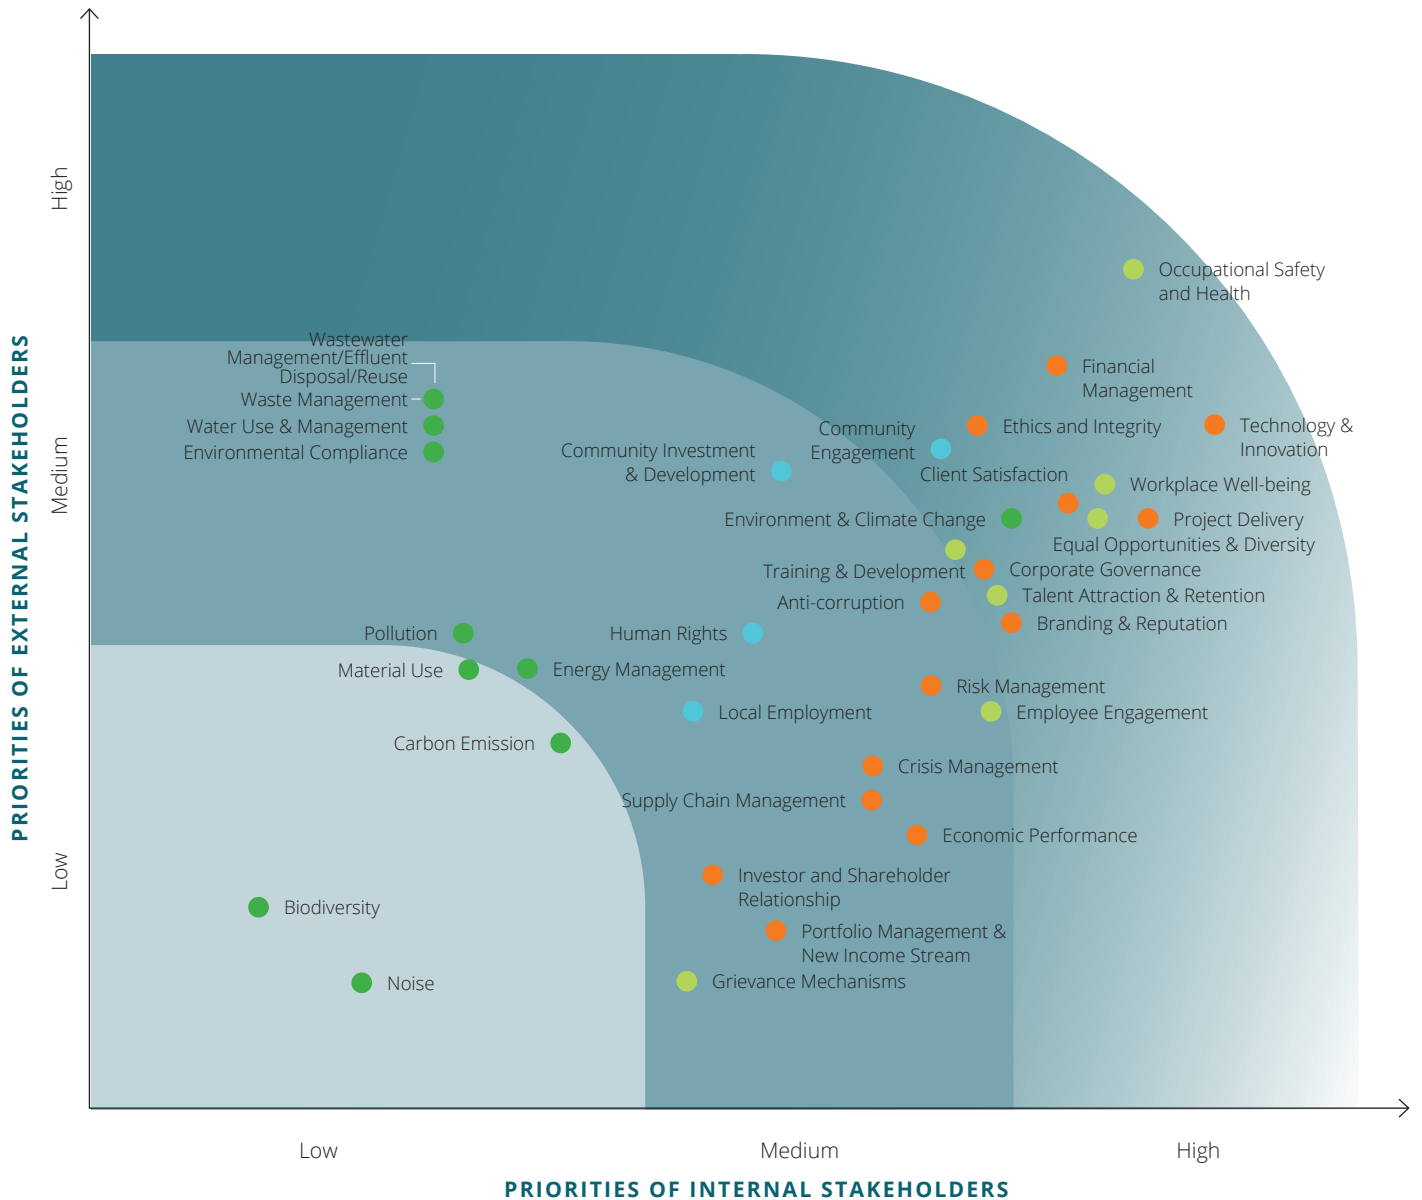 PRIORITIES OF EXTERNAL STAKEHOLDERS
High
Medium
Low
Occupational Safety
and Health
Wastewater
Management/Effluent
Disposal/Reuse
Waste Management
Water Use & Management
Environmental Compliance
Financial
Management
Community
Engagement
Ethics and Integrity
Technology &
Innovation
Community Investment
& Development
Client Satisfaction
Workplace Well-being
Environment & Climate Change
Project Delivery
Equal Opportunities & Diversity
Training & Development
Corporate Governance
Anti-corruption
Talent Attraction & Retention
Branding & Reputation
Pollution
Human Rights
Material Use
Energy Management
Risk Management
Local Employment
Employee Engagement
Carbon Emission
Crisis Management
Supply Chain Management
Economic Performance
Investor and Shareholder
Relationship
Biodiversity
Portfolio Management &
New Income Stream
Noise
Grievance Mechanisms
Low
Medium
High
PRIORITIES OF INTERNAL STAKEHOLDERS